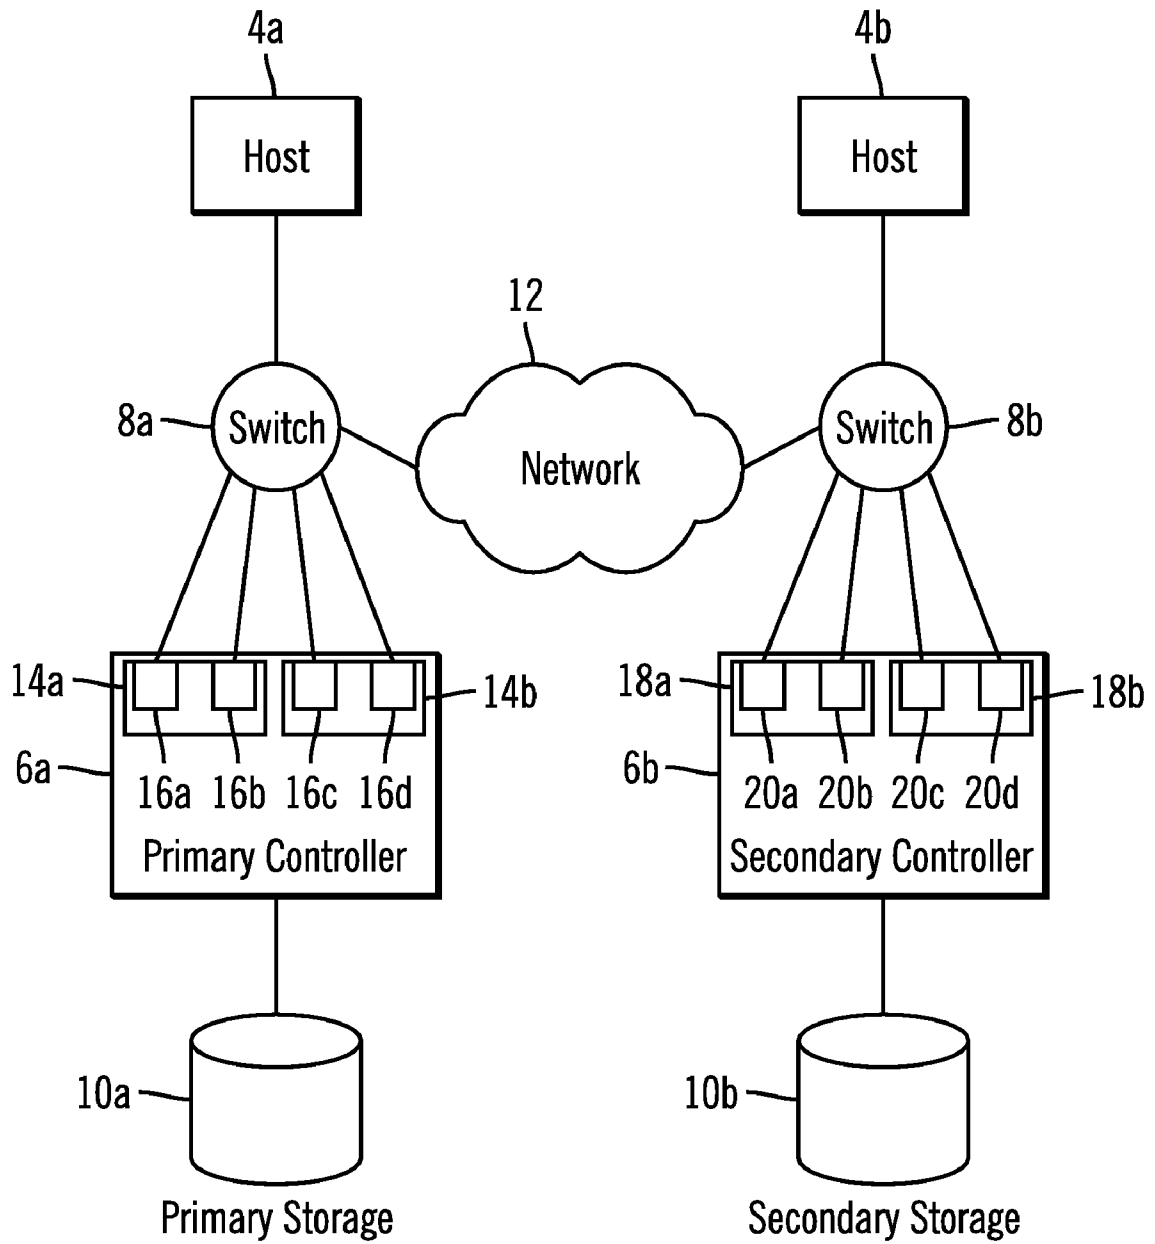 4a 4b
Host Host
12
8a Switch Network Switch 8b
14a 14b 18a 18b
6a 16a 16b 16c 16d 6b 20a 20b 20c 20d
Primary Controller Secondary Controller
10a 10b
Primary Storage Secondary Storage